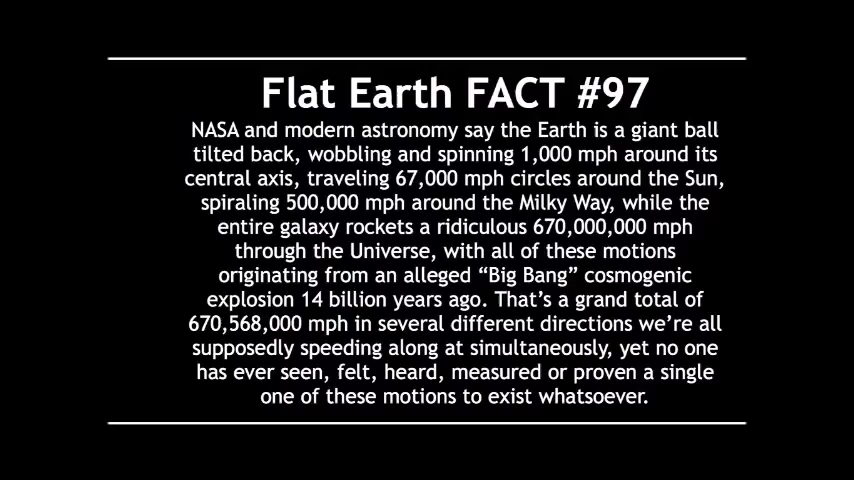 Flat Earth FACT #97
NASA and modern astronomy say the Earth is a giant ball
tilted back, wobbling and spinning 1,000 mph around its
central axis, traveling 67,000 mph circles around the Sun,
spiraling 500,000 mph around the Milky Way, while the
entire galaxy rockets a ridiculous 670,000,000 mph
through the Universe, with all of these motions
originating from an alleged “Big Bang” cosmogenic
explosion 14 billion years ago. That’s a grand total of
670,568,000 mph in several different directions we’re all
supposedly speeding along at simultaneously, yet no one
has ever seen, felt, heard, measured or proven a single
one of these motions to exist whatsoever.